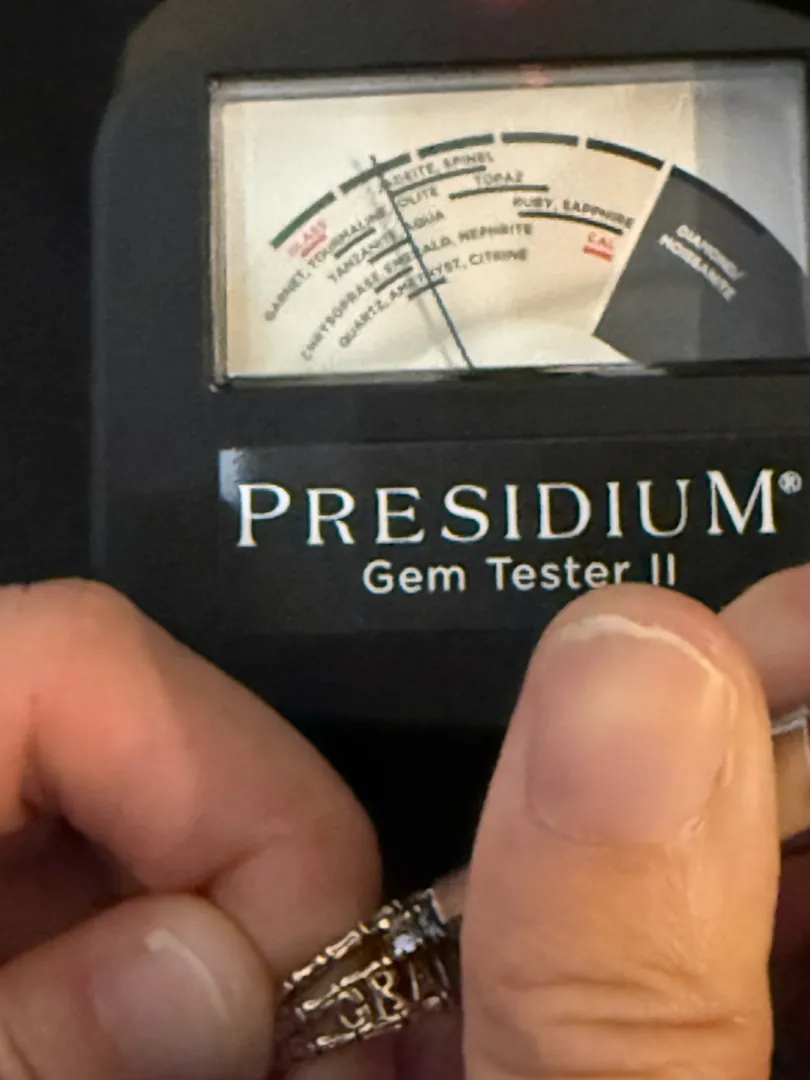 JADEITE, SPINEL
TOPAZ
RUBY, SAPPHIRE
GLASS
GARNET, TOURMALINE
IOLITE
TANZANITE
AQUA
CHRYSOPRASE, EMERALD, NEPHRITE
QUARTZ, AMETHYST, CITRINE
CAL
DIAMOND/
MOISSANITE
PRESIDIUM®
Gem Tester II